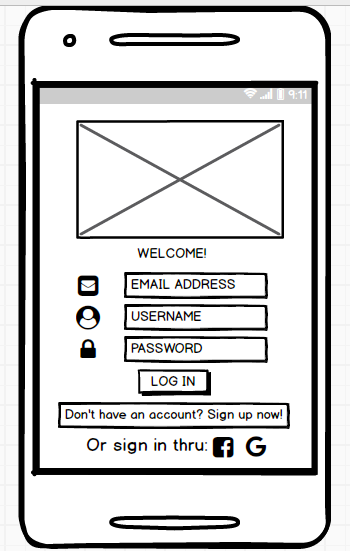 9:11
WELCOME!
EMAIL ADDRESS
USERNAME
PASSWORD
LOG IN
Don't have an account? Sign up now!
Or sign in thru: